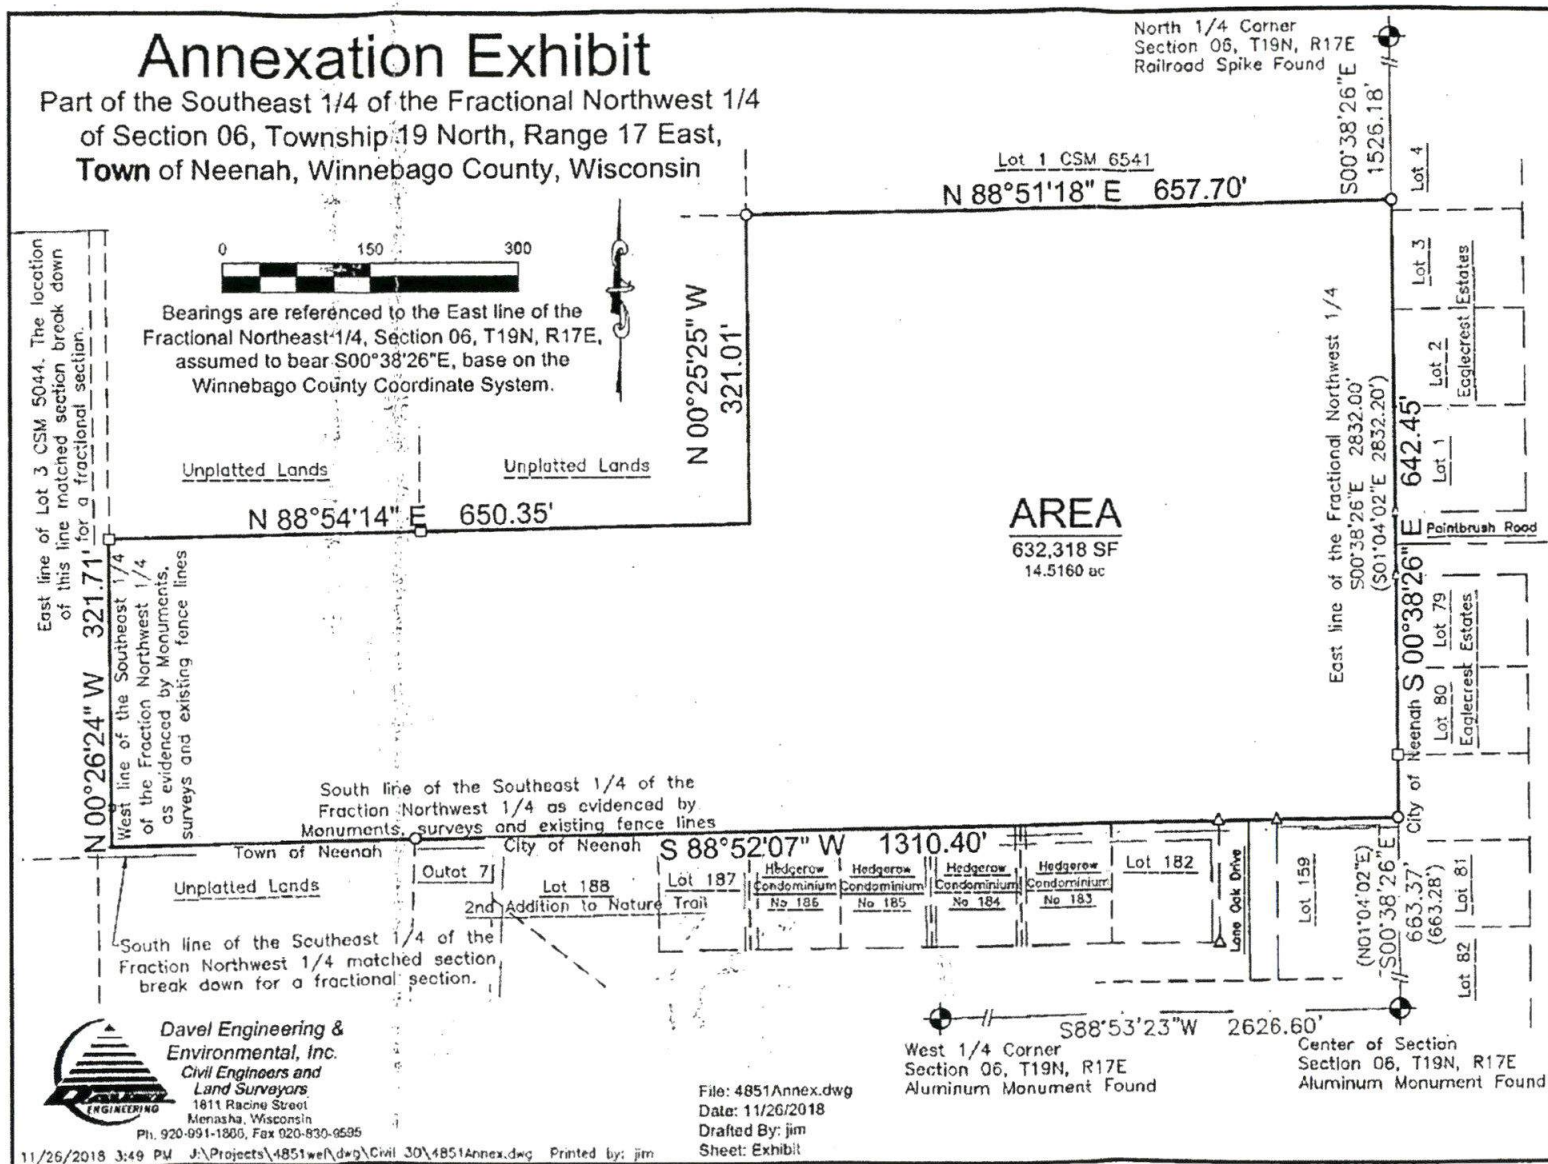 Annexation Exhibit
Part of the Southeast 1/4 of the Fractional Northwest 1/4
of Section 06, Township 19 North, Range 17 East,
Town of Neenah, Winnebago County, Wisconsin
North 1/4 Corner
Section 06, T19N, R17E
Railroad Spike Found
S00°38'26"E
1526.18'
Lot 1 CSM 6541
N 88°51'18" E 657.70'
Lot 4
0 150 300
Bearings are referenced to the East line of the
Fractional Northeast 1/4, Section 06, T19N, R17E,
assumed to bear S00°38'26"E, base on the
Winnebago County Coordinate System.
East line of Lot 3 CSM 5044. The location
of this line matched section break down
for a fractional section.
N 00°25'25" W
321.01'
Unplatted Lands
Unplatted Lands
N 88°54'14" E 650.35'
AREA
632,318 SF
14.5160 ac
East line of the Fractional Northwest 1/4
S00°38'26"E 2832.00'
(S01°04'02"E 2832.20')
S 00°38'26" E 642.45'
City of Neenah
Lot 3
Lot 2
Eaglecrest Estates
Lot 1
Paintbrush Road
Lot 79
Lot 80
Eaglecrest Estates
N 00°26'24" W 321.71'
West line of the Southeast 1/4
of the Fraction Northwest 1/4
as evidenced by Monuments,
surveys and existing fence lines
South line of the Southeast 1/4 of the
Fraction Northwest 1/4 as evidenced by
Monuments, surveys and existing fence lines
Town of Neenah
City of Neenah
S 88°52'07" W 1310.40'
Unplatted Lands
Outot 7
Lot 188
2nd Addition to Nature Trail
Lot 187
Hedgerow
Condominium
No 186
Hedgerow
Condominium
No 185
Hedgerow
Condominium
No 184
Hedgerow
Condominium
No 183
Lot 182
Lone Oak Drive
Lot 159
(N01°04'02"E)
S00°38'26"E
663.37'
(663.28')
Lot 81
Lot 82
South line of the Southeast 1/4 of the
Fraction Northwest 1/4 matched section
break down for a fractional section.
S88°53'23"W 2626.60'
West 1/4 Corner
Section 06, T19N, R17E
Aluminum Monument Found
Center of Section
Section 06, T19N, R17E
Aluminum Monument Found
ENGINEERING
Davel Engineering &
Environmental, Inc.
Civil Engineers and
Land Surveyors
1811 Racine Street
Menasha, Wisconsin
Ph. 920-991-1866, Fax 920-830-9595
File: 4851Annex.dwg
Date: 11/26/2018
Drafted By: jim
Sheet: Exhibit
11/26/2018 3:49 PM J:\Projects\4851wel\dwg\Civil 3D\4851Annex.dwg Printed by: jim